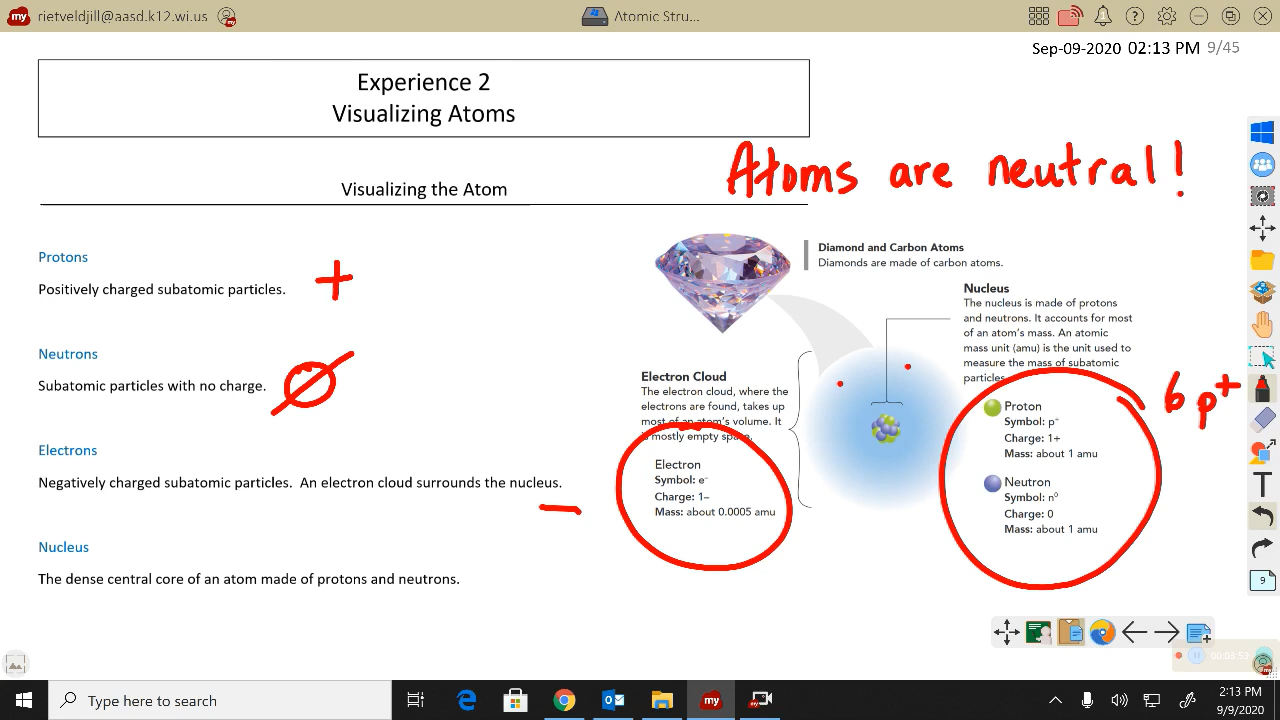 my rietveldjill@aasd.k12.wi.us Atomic Stru...
Sep-09-2020 02:13 PM 9/45
Experience 2
Visualizing Atoms
Atoms are neutral!
Visualizing the Atom
Protons
Positively charged subatomic particles. +
Neutrons
Subatomic particles with no charge.
Electrons
Negatively charged subatomic particles. An electron cloud surrounds the nucleus.
−
Nucleus
The dense central core of an atom made of protons and neutrons.
Diamond and Carbon Atoms
Diamonds are made of carbon atoms.
Nucleus
The nucleus is made of protons
and neutrons. It accounts for most
of an atom's mass. An atomic
mass unit (amu) is the unit used to
measure the mass of subatomic
particles.
Electron Cloud
The electron cloud, where the
electrons are found, takes up
most of an atom's volume. It
is mostly empty space.
Electron
Symbol: e⁻
Charge: 1−
Mass: about 0.0005 amu
Proton
Symbol: p⁺
Charge: 1+
Mass: about 1 amu
Neutron
Symbol: n⁰
Charge: 0
Mass: about 1 amu
6 p⁺
T
9
00:03:53
Type here to search
my
2:13 PM
9/9/2020